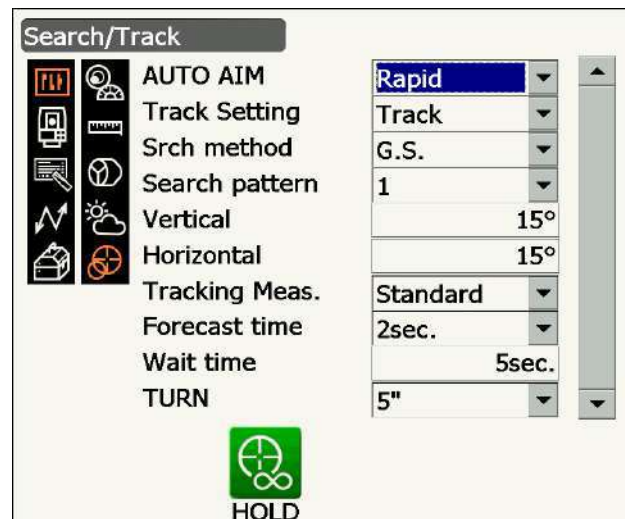 Search/Track
AUTO AIM Rapid
Track Setting Track
Srch method G.S.
Search pattern 1
Vertical 15°
Horizontal 15°
Tracking Meas. Standard
Forecast time 2sec.
Wait time 5sec.
TURN 5"
HOLD